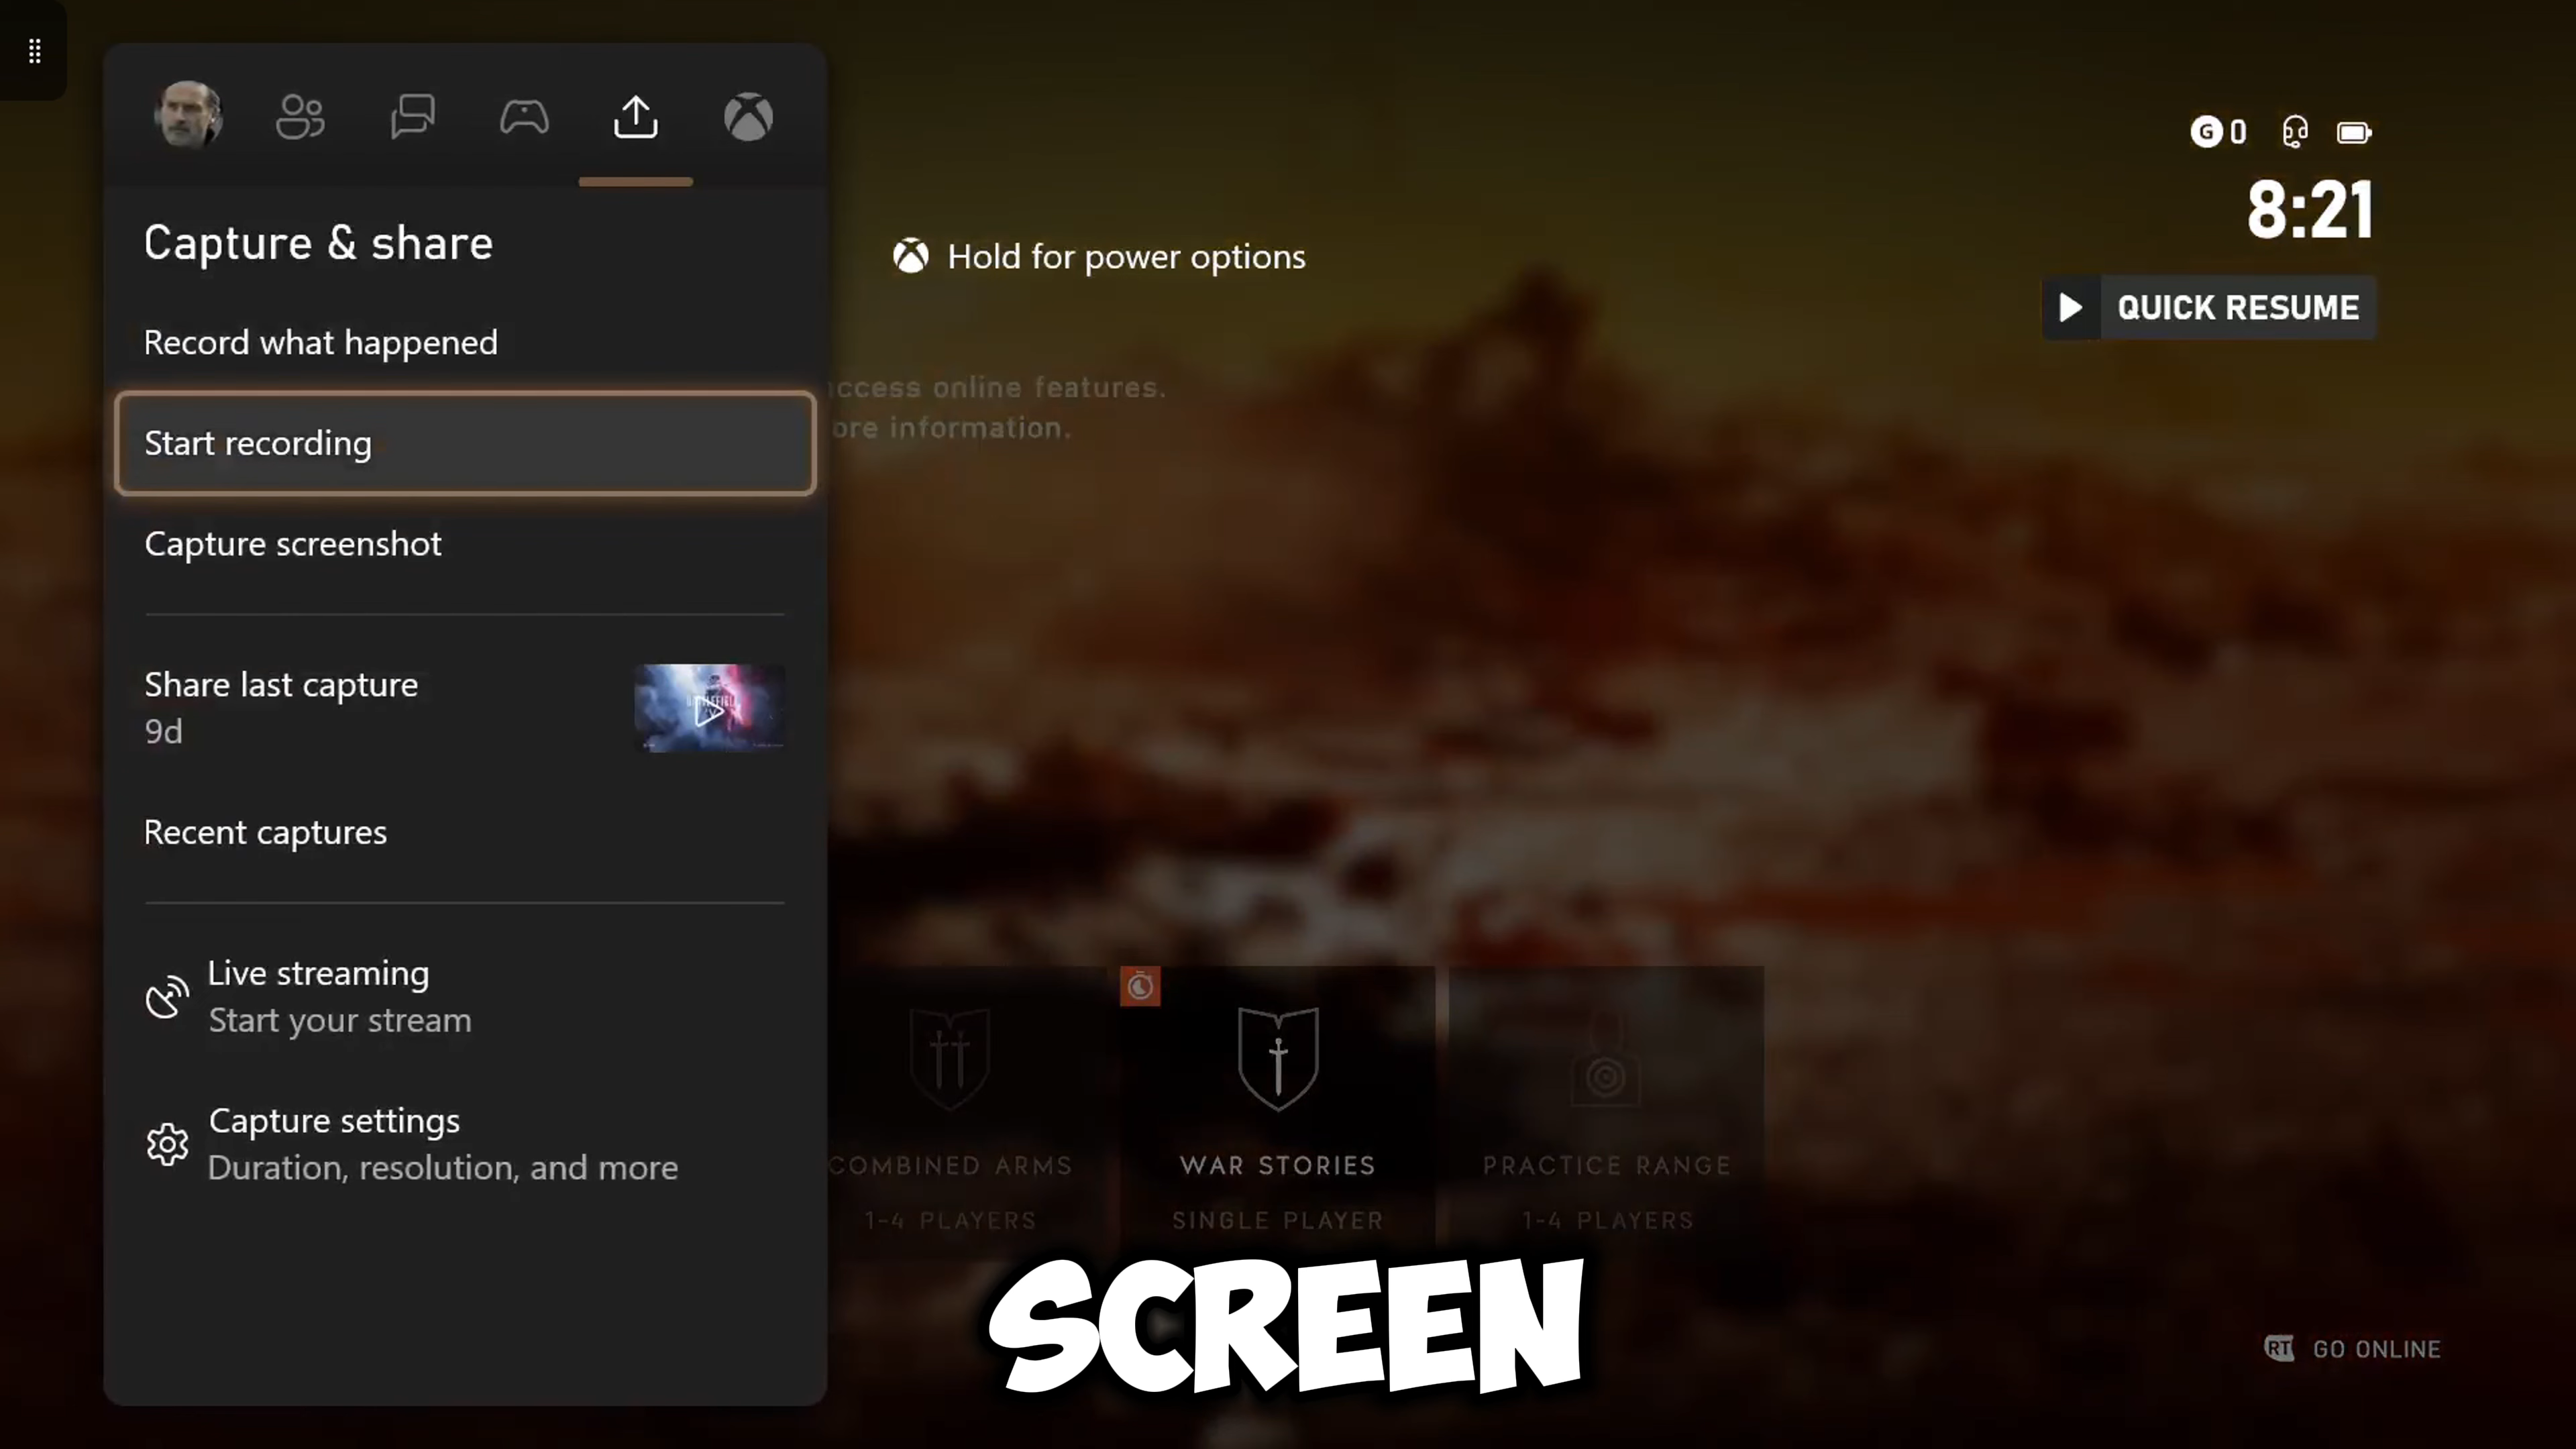 Capture & share
Record what happened
Start recording
Capture screenshot
Share last capture
9d
Recent captures
Live streaming
Start your stream
Capture settings
Duration, resolution, and more
Hold for power options
ccess online features.
ore information.
G 0
8:21
QUICK RESUME
COMBINED ARMS
1-4 PLAYERS
WAR STORIES
SINGLE PLAYER
PRACTICE RANGE
1-4 PLAYERS
SCREEN
RT GO ONLINE